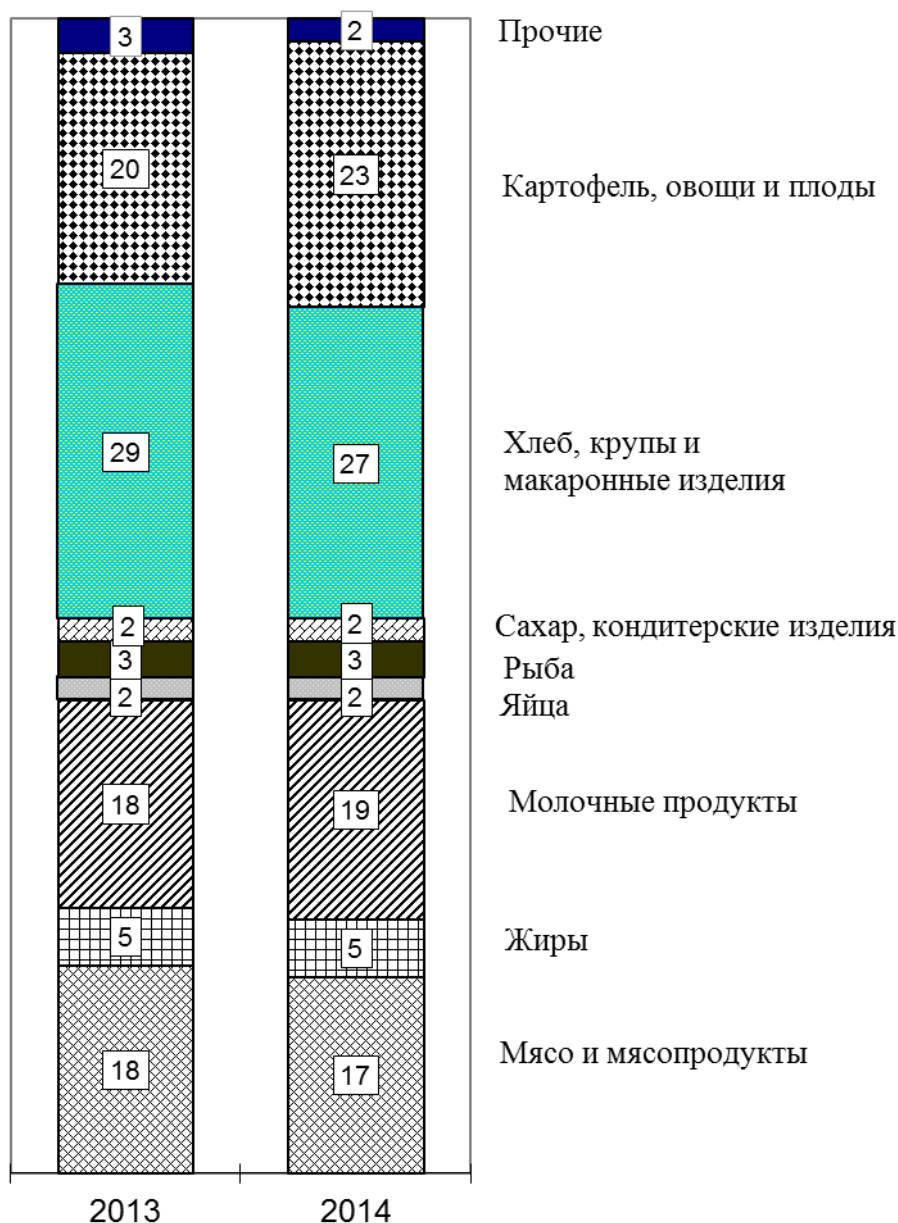 3
2
Прочие
20
23
Картофель, овощи и плоды
29
27
Хлеб, крупы и
макаронные изделия
2
2
Сахар, кондитерские изделия
3
3
Рыба
2
2
Яйца
18
19
Молочные продукты
5
5
Жиры
18
17
Мясо и мясопродукты
2013
2014